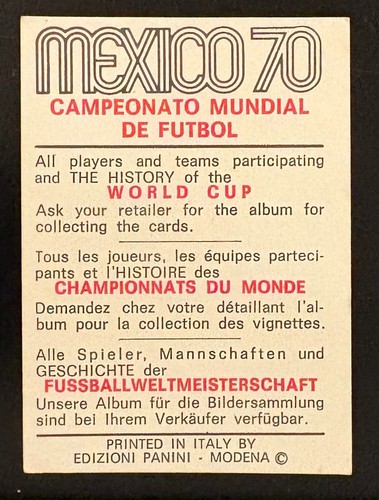 MEXICO 70
CAMPEONATO MUNDIAL
DE FUTBOL
All players and teams participating
and THE HISTORY of the
WORLD CUP
Ask your retailer for the album for
collecting the cards.
Tous les joueurs, les équipes parteci-
pants et l'HISTOIRE des
CHAMPIONNATS DU MONDE
Demandez chez votre détaillant l'al-
bum pour la collection des vignettes.
Alle Spieler, Mannschaften und
GESCHICHTE der
FUSSBALLWELTMEISTERSCHAFT
Unsere Album für die Bildersammlung
sind bei Ihrem Verkäufer verfügbar.
PRINTED IN ITALY BY
EDIZIONI PANINI - MODENA ©